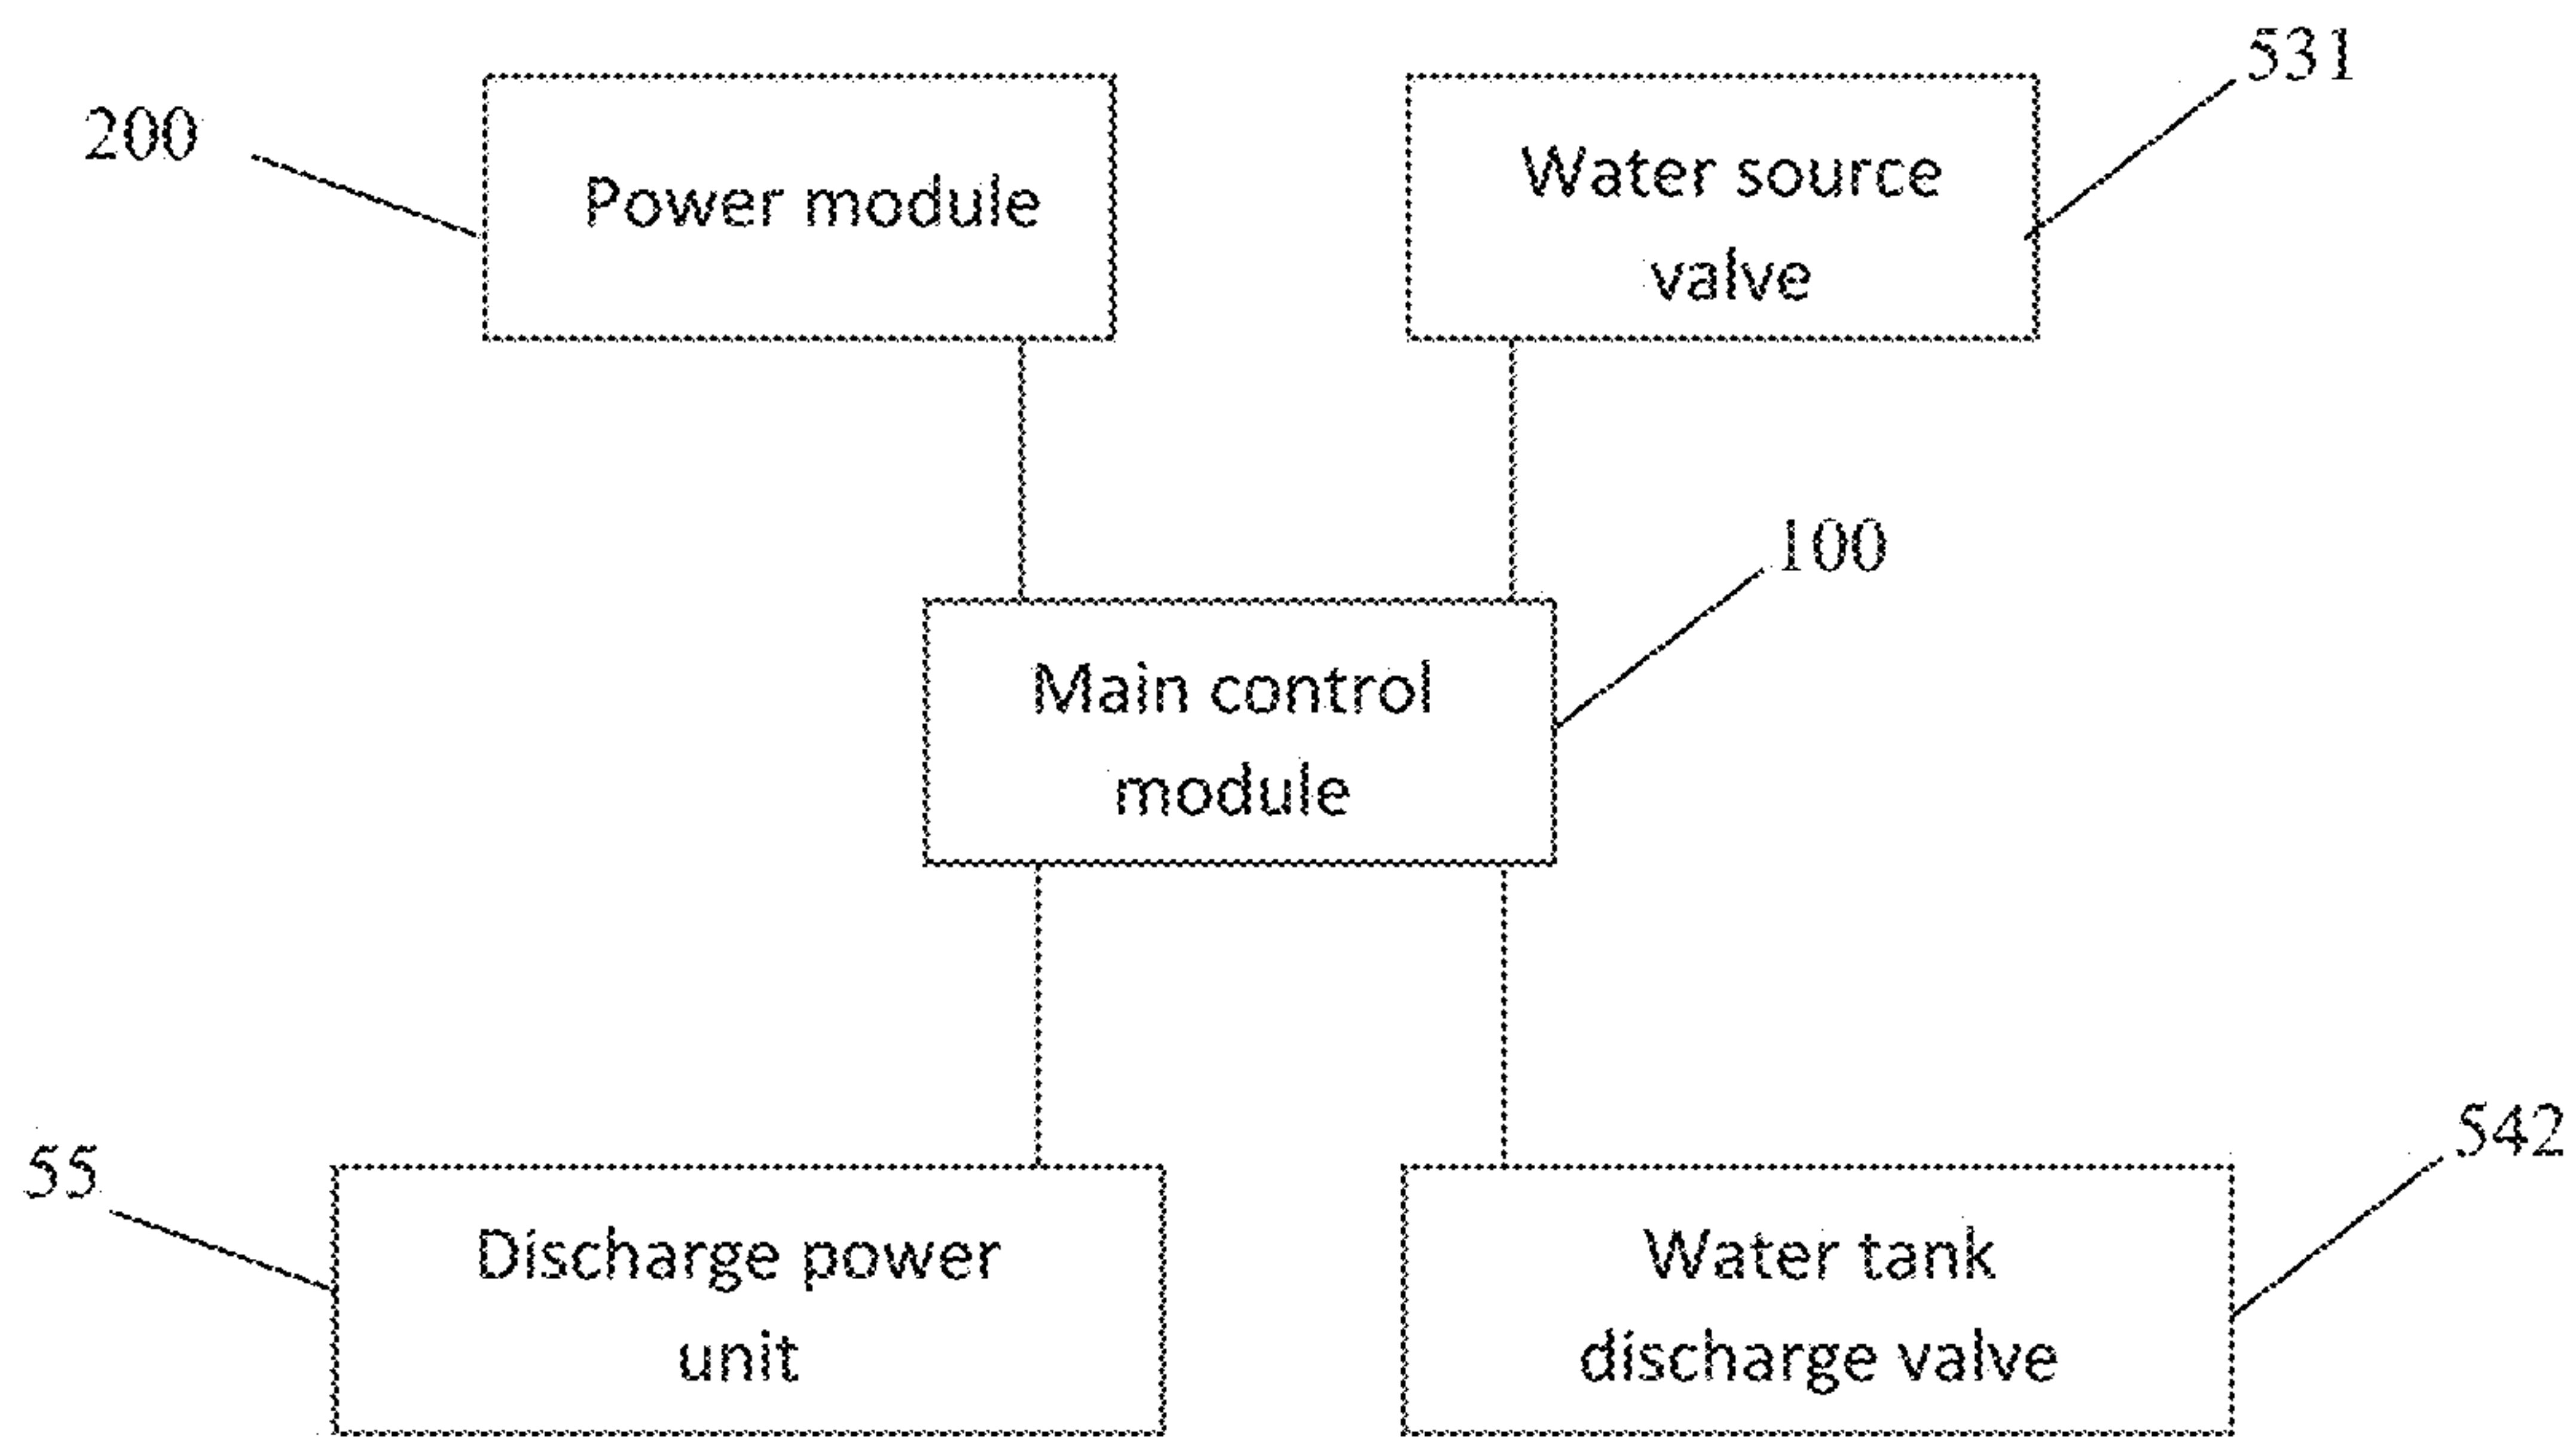 531
200
Power module
Water source
valve
100
Main control
module
55
542
Discharge power
unit
Water tank
discharge valve